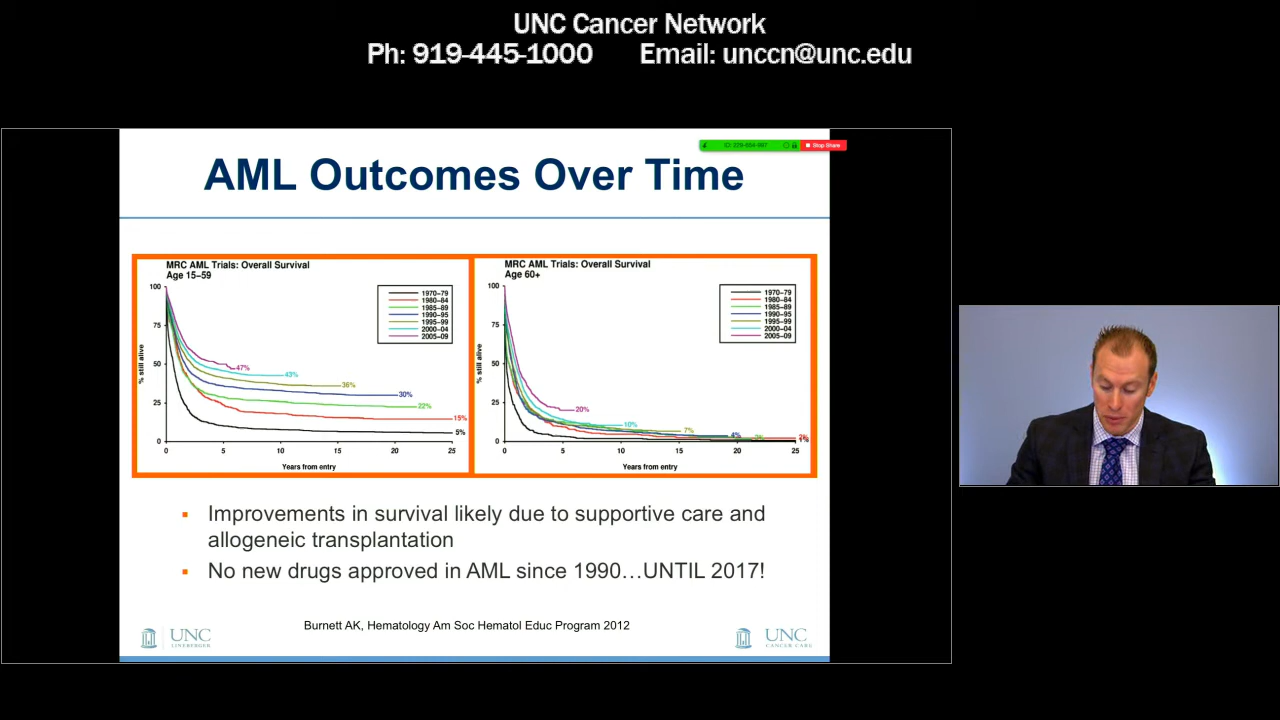 UNC Cancer Network
Ph: 919-445-1000 Email: unccn@unc.edu
Stop Share
AML Outcomes Over Time
MRC AML Trials: Overall Survival
Age 15–59
100
75
50
25
0
% still alive
1970–79
1980–84
1985–89
1990–95
1995–99
2000–04
2005–09
47%
43%
36%
30%
22%
15%
5%
0 5 10 15 20 25
Years from entry
MRC AML Trials: Overall Survival
Age 60+
100
75
50
25
0
% still alive
1970–79
1980–84
1985–89
1990–95
1995–99
2000–04
2005–09
20%
10%
7%
4%
0 5 10 15 20 25
Years from entry
▪ Improvements in survival likely due to supportive care and
allogeneic transplantation
▪ No new drugs approved in AML since 1990…UNTIL 2017!
Burnett AK, Hematology Am Soc Hematol Educ Program 2012
UNC
LINEBERGER
UNC
CANCER CARE